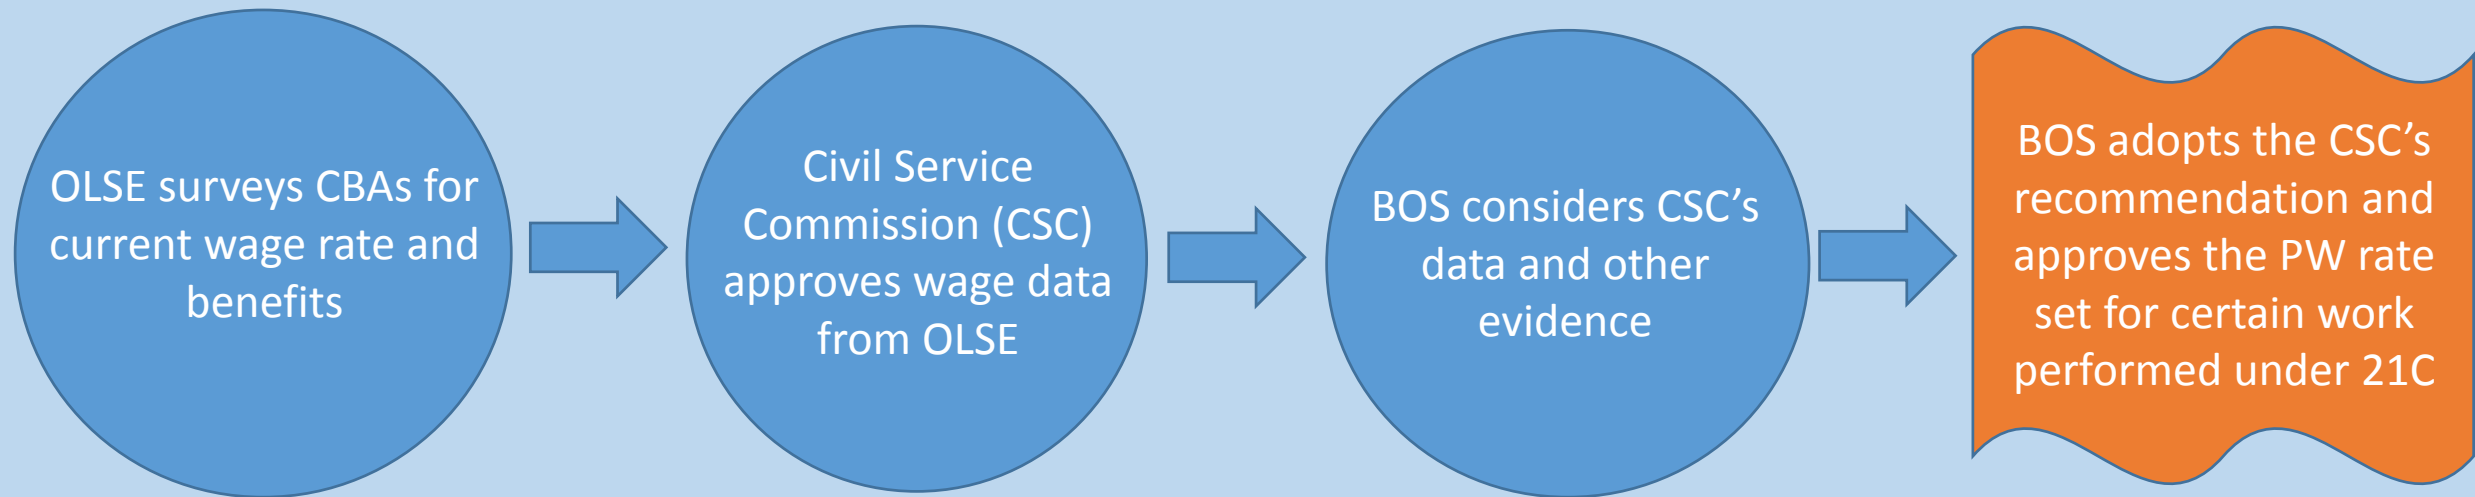 OLSE surveys CBAs for
current wage rate and
benefits
Civil Service
Commission (CSC)
approves wage data
from OLSE
BOS considers CSC’s
data and other
evidence
BOS adopts the CSC’s
recommendation and
approves the PW rate
set for certain work
performed under 21C